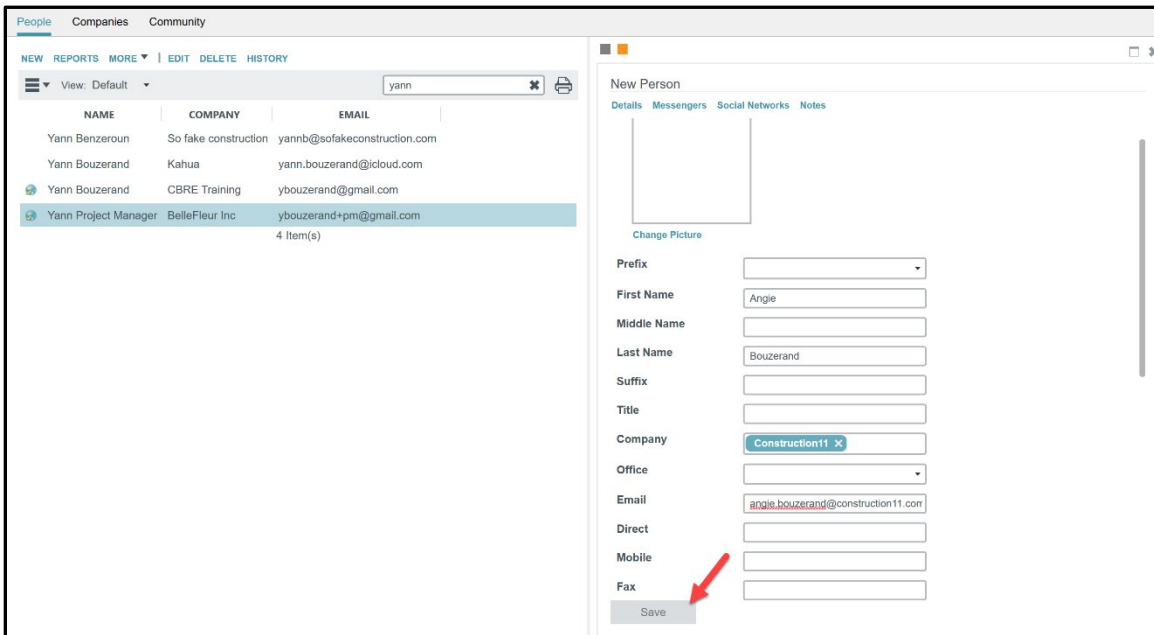 People Companies Community
NEW REPORTS MORE | EDIT DELETE HISTORY
View: Default
yann
NAME COMPANY EMAIL
Yann Benzeroun So fake construction yannb@sofakeconstruction.com
Yann Bouzerand Kahua yann.bouzerand@icloud.com
Yann Bouzerand CBRE Training ybouzerand@gmail.com
Yann Project Manager BelleFleur Inc ybouzerand+pm@gmail.com
4 Item(s)
New Person
Details Messengers Social Networks Notes
Change Picture
Prefix
First Name Angie
Middle Name
Last Name Bouzerand
Suffix
Title
Company Construction11
Office
Email angie.bouzerand@construction11.com
Direct
Mobile
Fax
Save